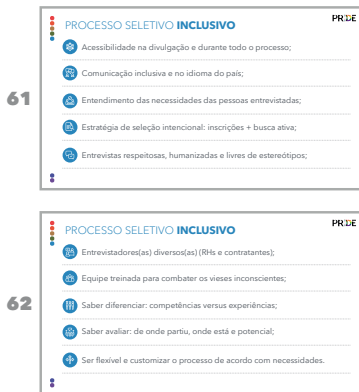 PRIDE
PROCESSO SELETIVO INCLUSIVO
Acessibilidade na divulgação e durante todo o processo;
Comunicação inclusiva e no idioma do país;
61
Entendimento das necessidades das pessoas entrevistadas;
Estratégia de seleção intencional: inscrições + busca ativa;
Entrevistas respeitosas, humanizadas e livres de estereótipos;
PRIDE
PROCESSO SELETIVO INCLUSIVO
Entrevistadores(as) diversos(as) (RHs e contratantes);
Equipe treinada para combater os vieses inconscientes;
62
Saber diferenciar: competências versus experiências;
Saber avaliar: de onde partiu, onde está e potencial;
Ser flexível e customizar o processo de acordo com necessidades.